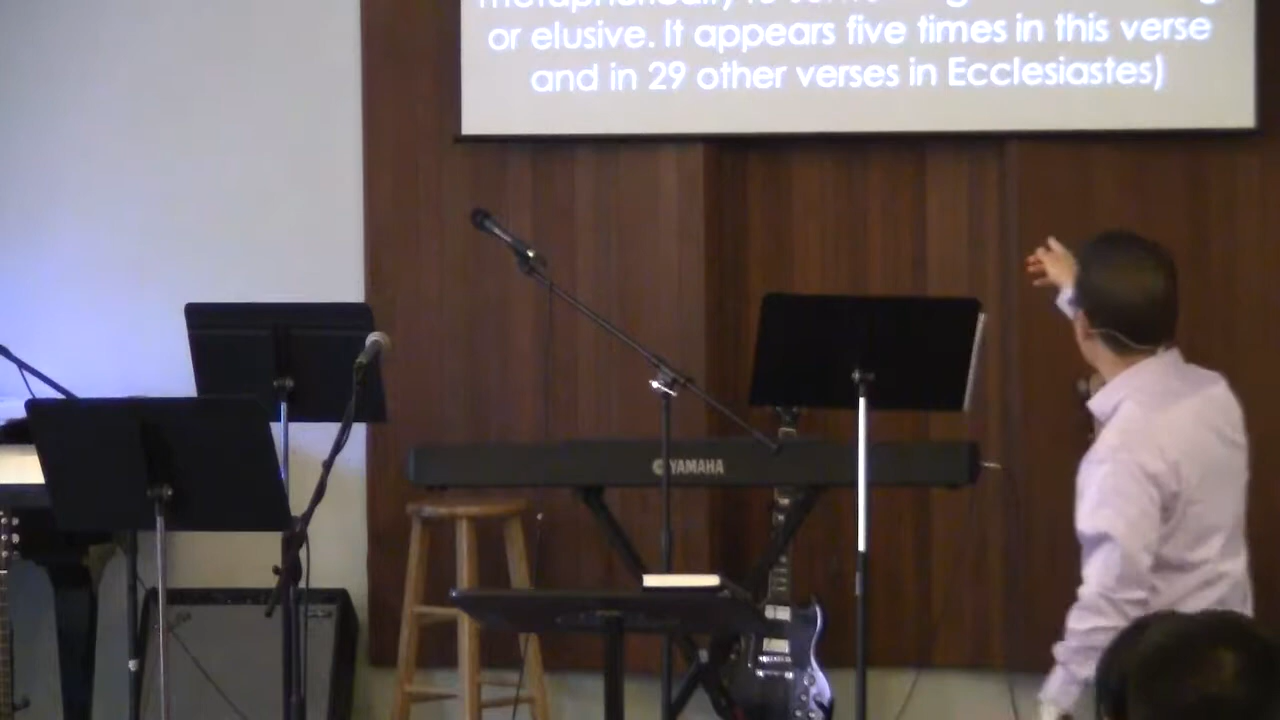 or elusive. It appears five times in this verse
and in 29 other verses in Ecclesiastes)
YAMAHA